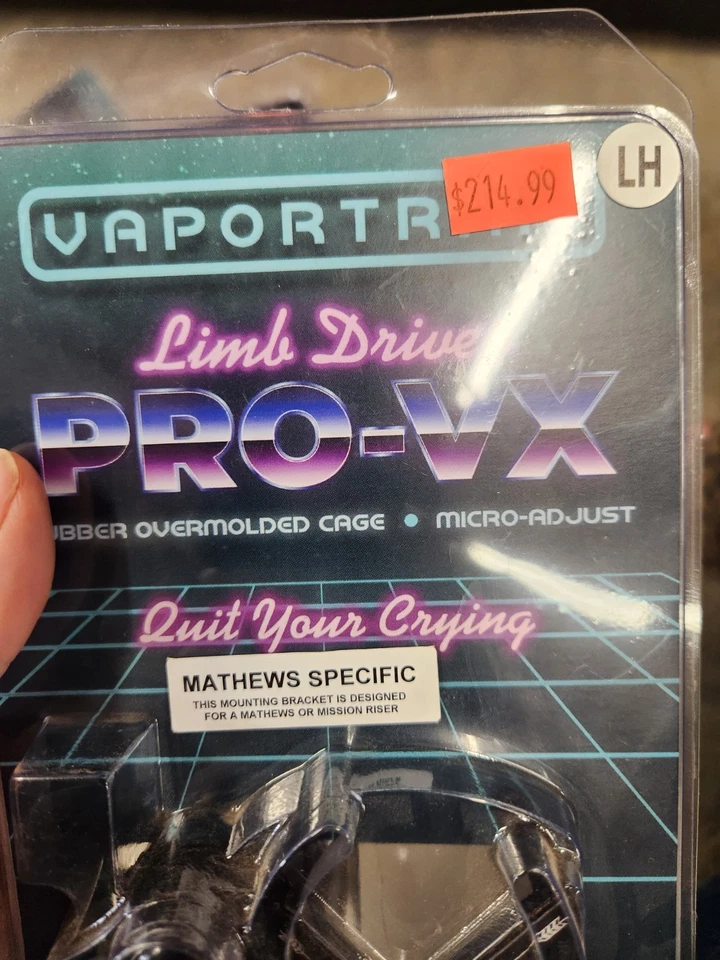 LH
$214.99
VAPORTR
Limb Drive
PRO-VX
UBBER OVERMOLDED CAGE • MICRO-ADJUST
Quit Your Crying
MATHEWS SPECIFIC
THIS MOUNTING BRACKET IS DESIGNED
FOR A MATHEWS OR MISSION RISER